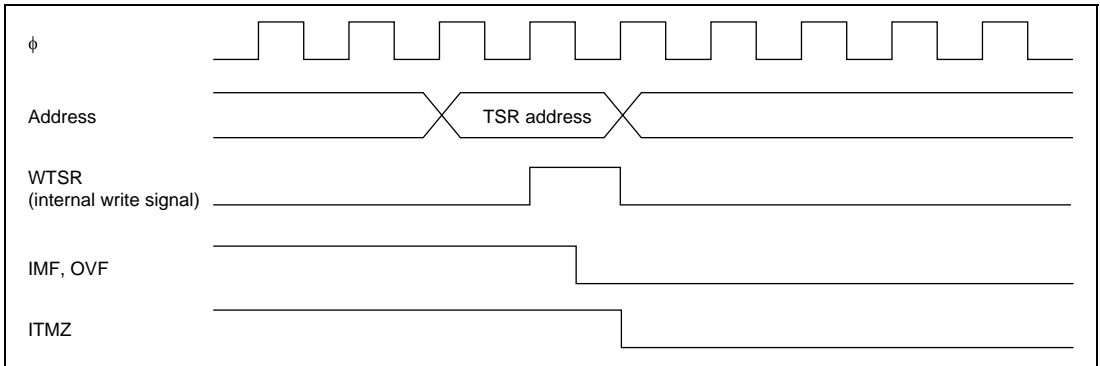 ϕ
Address
TSR address
WTSR
(internal write signal)
IMF, OVF
ITMZ